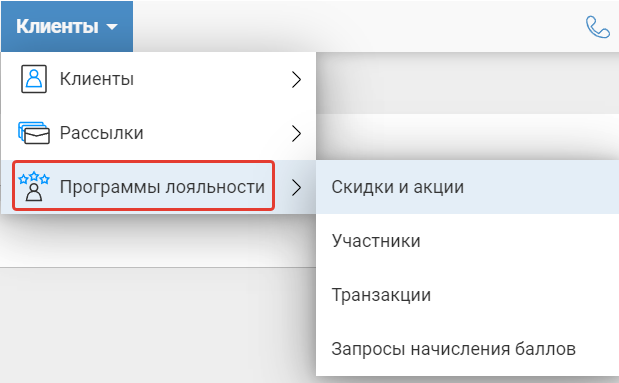 Клиенты
Клиенты
Рассылки
Программы лояльности
Скидки и акции
Участники
Транзакции
Запросы начисления баллов